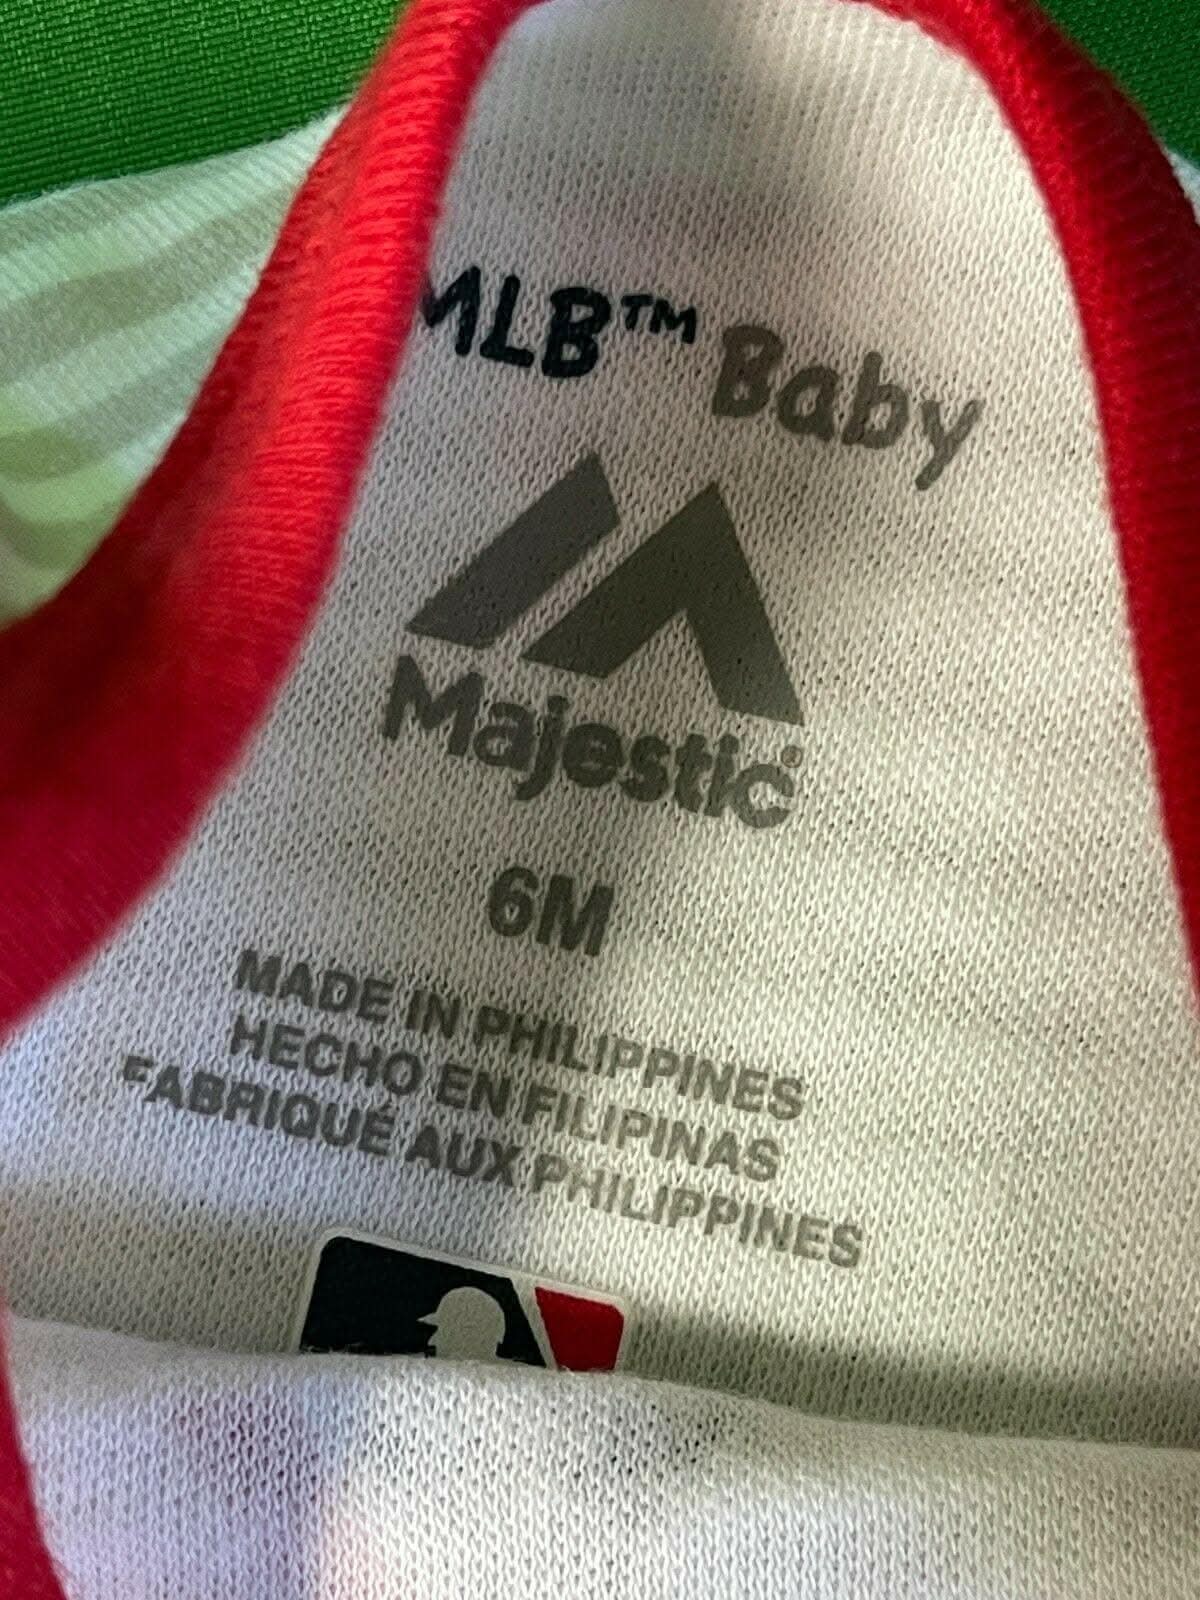 MLB™ Baby
Majestic®
6M
MADE IN PHILIPPINES
HECHO EN FILIPINAS
FABRIQUÉ AUX PHILIPPINES